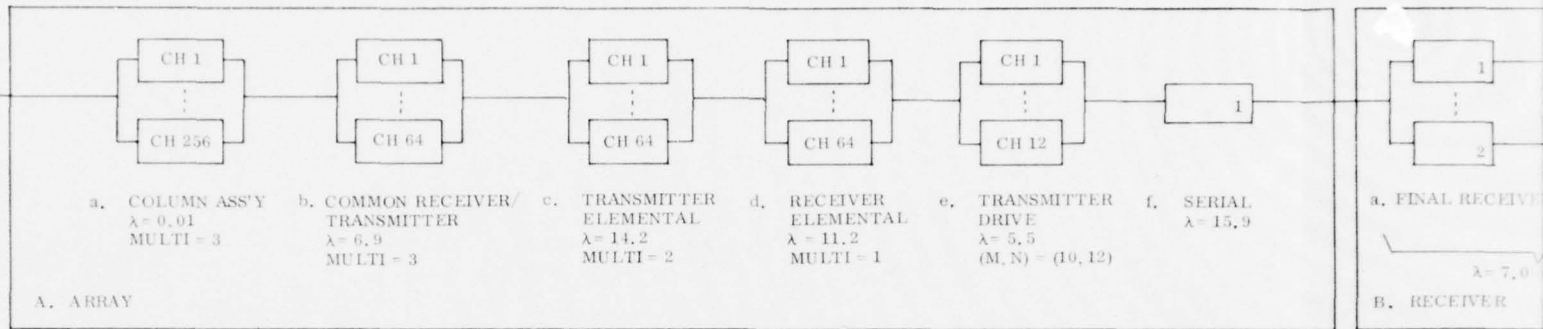 CH 1
CH 256
CH 1
CH 64
CH 1
CH 64
CH 1
CH 64
CH 1
CH 12
1
1
2
a. COLUMN ASS'Y
λ = 0.01
MULTI = 3
b. COMMON RECEIVER/
TRANSMITTER
λ = 6.9
MULTI = 3
c. TRANSMITTER
ELEMENTAL
λ = 14.2
MULTI = 2
d. RECEIVER
ELEMENTAL
λ = 11.2
MULTI = 1
e. TRANSMITTER
DRIVE
λ = 5.5
(M, N) = (10, 12)
f. SERIAL
λ = 15.9
a. FINAL
λ = 7.0
A. ARRAY
B. RECEIVER